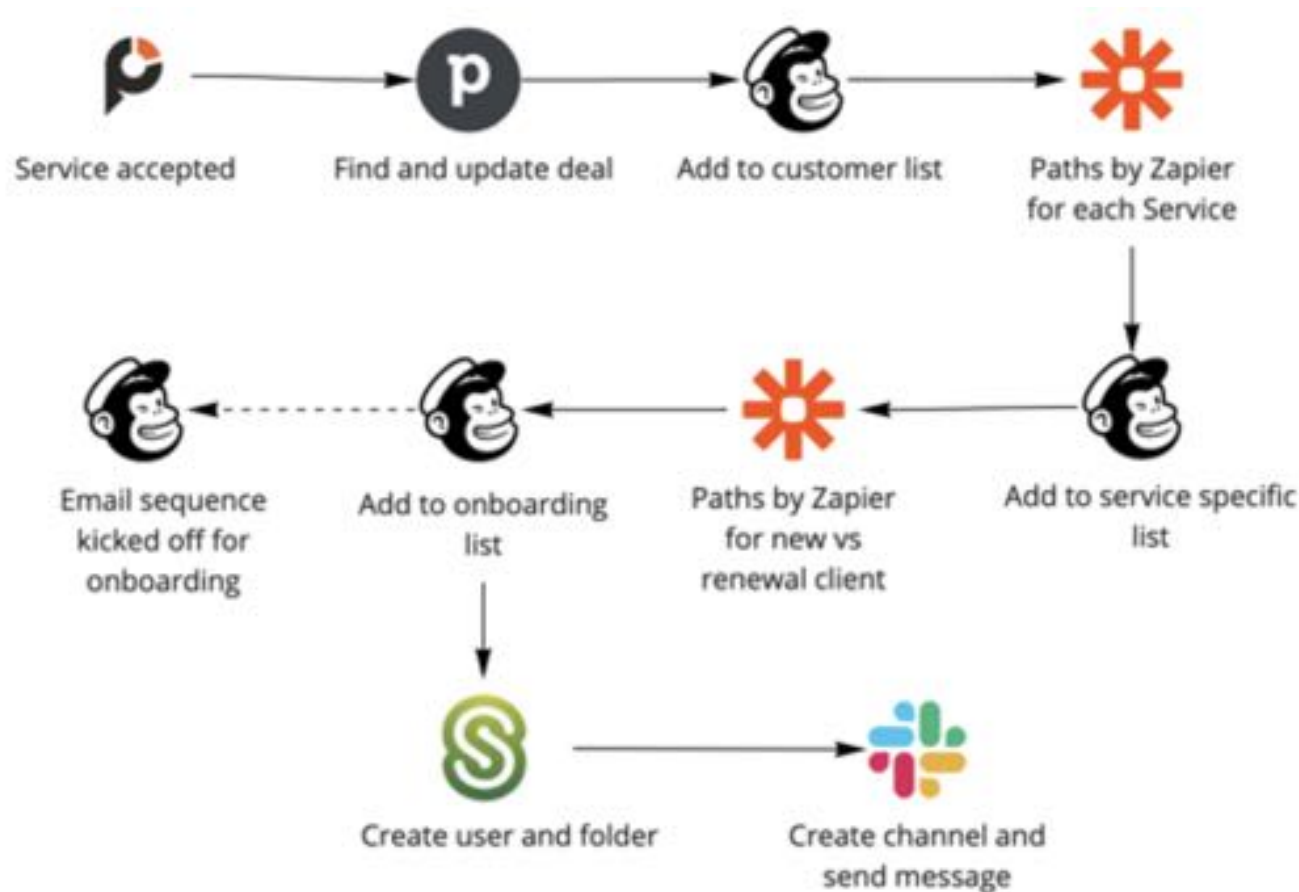 p
Service accepted
Find and update deal
Add to customer list
Paths by Zapier
for each Service
Email sequence
kicked off for
onboarding
Add to onboarding
list
Paths by Zapier
for new vs
renewal client
Add to service specific
list
S
Create user and folder
Create channel and
send message